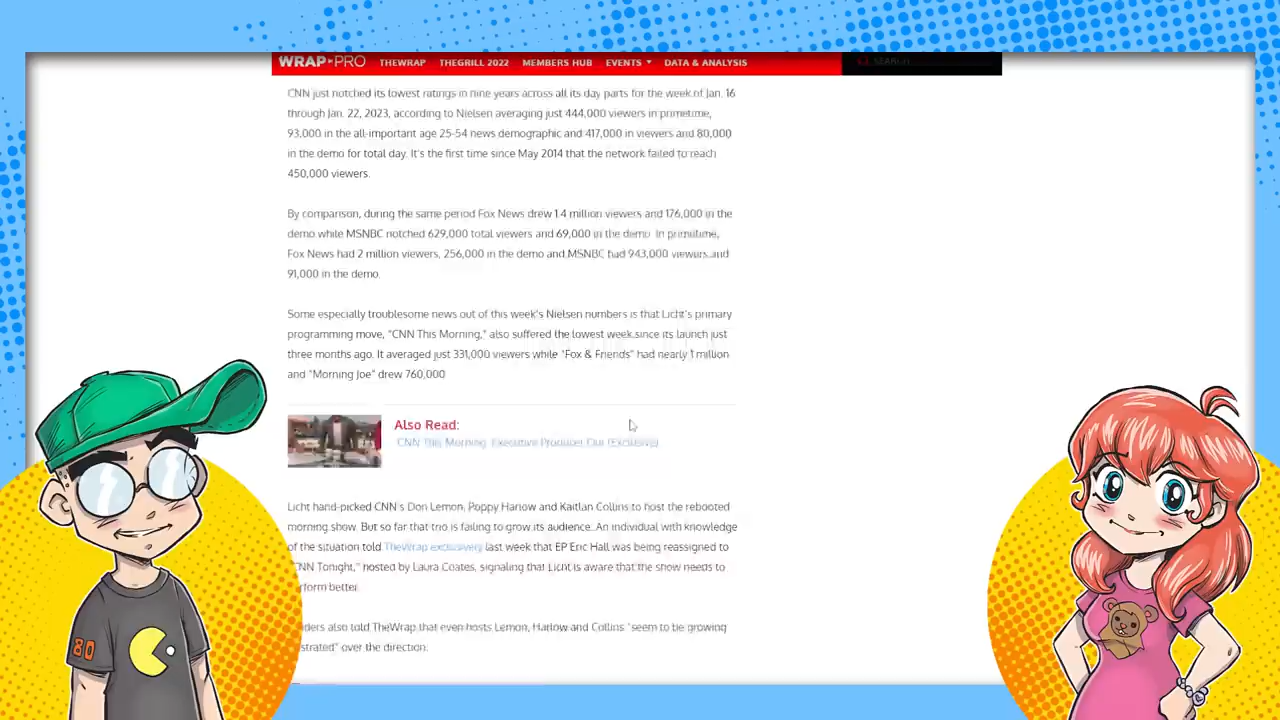 WRAP PRO THEWRAP THEGRILL 2022 MEMBERS HUB EVENTS DATA & ANALYSIS SEARCH
CNN just notched its lowest ratings in nine years across all its day parts for the week of Jan. 16
through Jan. 22, 2023, according to Nielsen averaging just 444,000 viewers in primetime,
93,000 in the all-important age 25-54 news demographic and 417,000 in viewers and 80,000
in the demo for total day. It's the first time since May 2014 that the network failed to reach
450,000 viewers.
By comparison, during the same period Fox News drew 1.4 million viewers and 176,000 in the
demo while MSNBC notched 629,000 total viewers and 69,000 in the demo. In primetime,
Fox News had 2 million viewers, 256,000 in the demo and MSNBC had 943,000 viewers and
91,000 in the demo.
Some especially troublesome news out of this week's Nielsen numbers is that Licht's primary
programming move, "CNN This Morning," also suffered the lowest week since its launch just
three months ago. It averaged just 331,000 viewers while "Fox & Friends" had nearly 1 million
and "Morning Joe" drew 760,000
Also Read:
'CNN This Morning' Executive Producer Out (Exclusive)
Licht hand-picked CNN's Don Lemon, Poppy Harlow and Kaitlan Collins to host the rebooted
morning show. But so far that trio is failing to grow its audience. An individual with knowledge
of the situation told TheWrap exclusively last week that EP Eric Hall was being reassigned to
"CNN Tonight," hosted by Laura Coates, signaling that Licht is aware that the show needs to
rform better.
ders also told TheWrap that even hosts Lemon, Harlow and Collins "seem to be growing
strated" over the direction.
80